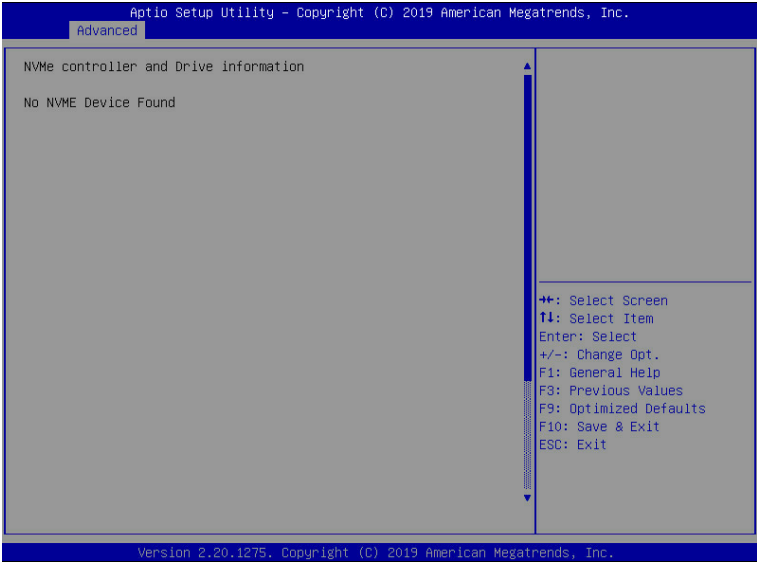 Aptio Setup Utility – Copyright (C) 2019 American Megatrends, Inc.
Advanced
NVMe controller and Drive information
No NVME Device Found
→←: Select Screen
↑↓: Select Item
Enter: Select
+/-: Change Opt.
F1: General Help
F3: Previous Values
F9: Optimized Defaults
F10: Save & Exit
ESC: Exit
Version 2.20.1275. Copyright (C) 2019 American Megatrends, Inc.